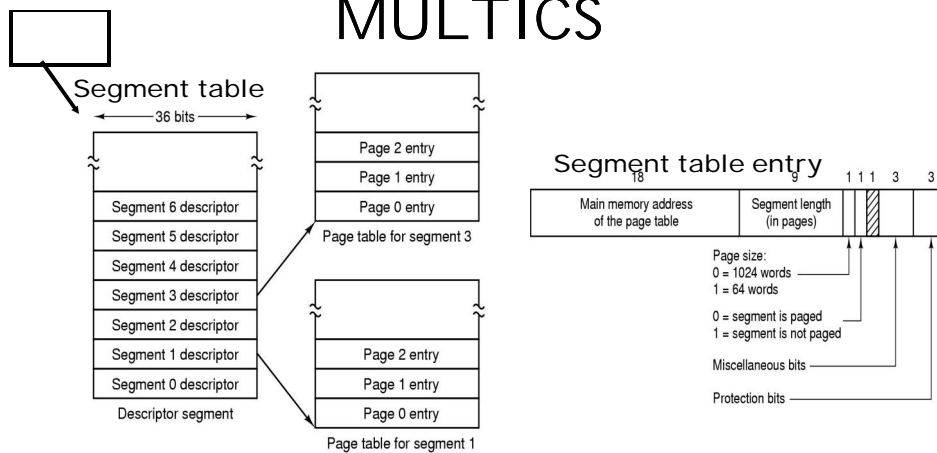 MULTICS
Segment table
36 bits
Segment 6 descriptor
Segment 5 descriptor
Segment 4 descriptor
Segment 3 descriptor
Segment 2 descriptor
Segment 1 descriptor
Segment 0 descriptor
Descriptor segment
Page 2 entry
Page 1 entry
Page 0 entry
Page table for segment 3
Page 2 entry
Page 1 entry
Page 0 entry
Page table for segment 1
Segment table entry
18 9 1 1 1 3 3
Main memory address
of the page table
Segment length
(in pages)
Page size:
0 = 1024 words
1 = 64 words
0 = segment is paged
1 = segment is not paged
Miscellaneous bits
Protection bits